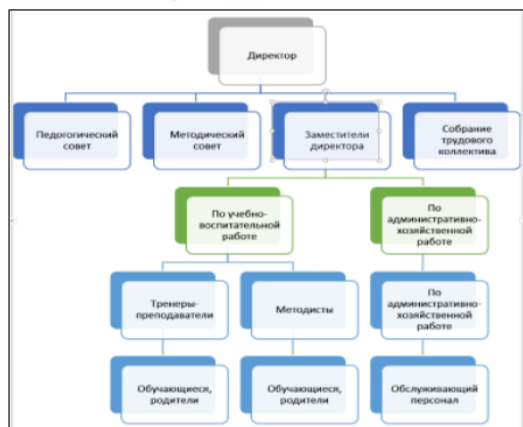 Директор
Педогогический
совет
Методический
совет
Заместители
директора
Собрание
трудового
коллектива
По учебно-
воспитательной
работе
По
административно-
хозяйственной
работе
Тренеры-
преподаватели
Методисты
По
административно-
хозяйственной
работе
Обучающиеся,
родители
Обучающиеся,
родители
Обслуживающий
персонал